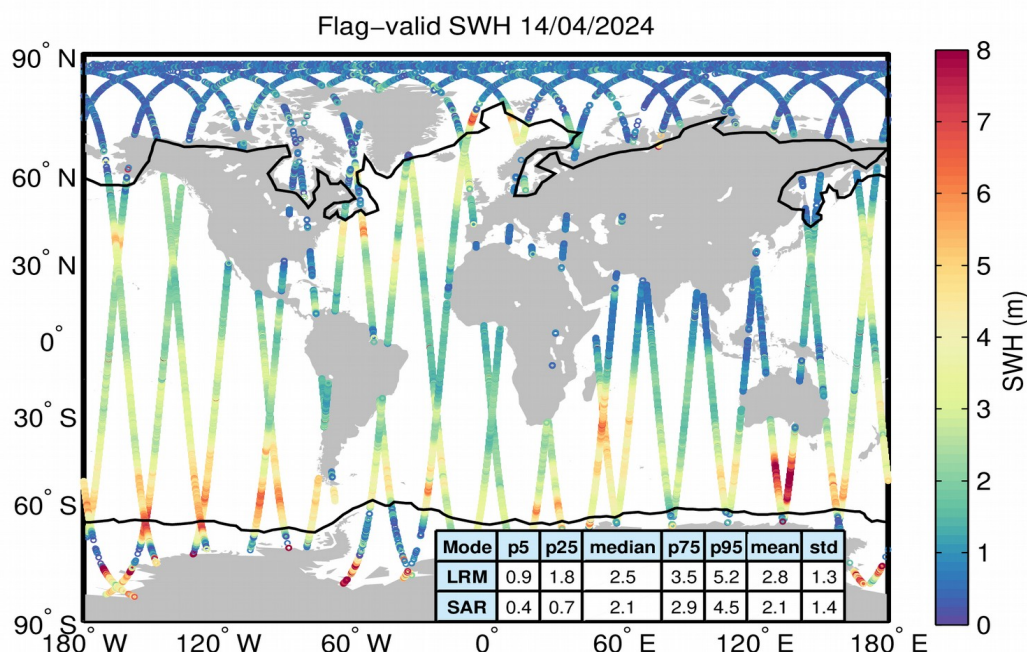 Flag−valid SWH 14/04/2024
90° N
60° N
30° N
0°
30° S
60° S
90° S
180° W
120° W
60° W
0°
60° E
120° E
180° E
8
7
6
5
4
3
2
1
0
SWH (m)
Mode p5 p25 median p75 p95 mean std
LRM 0.9 1.8 2.5 3.5 5.2 2.8 1.3
SAR 0.4 0.7 2.1 2.9 4.5 2.1 1.4